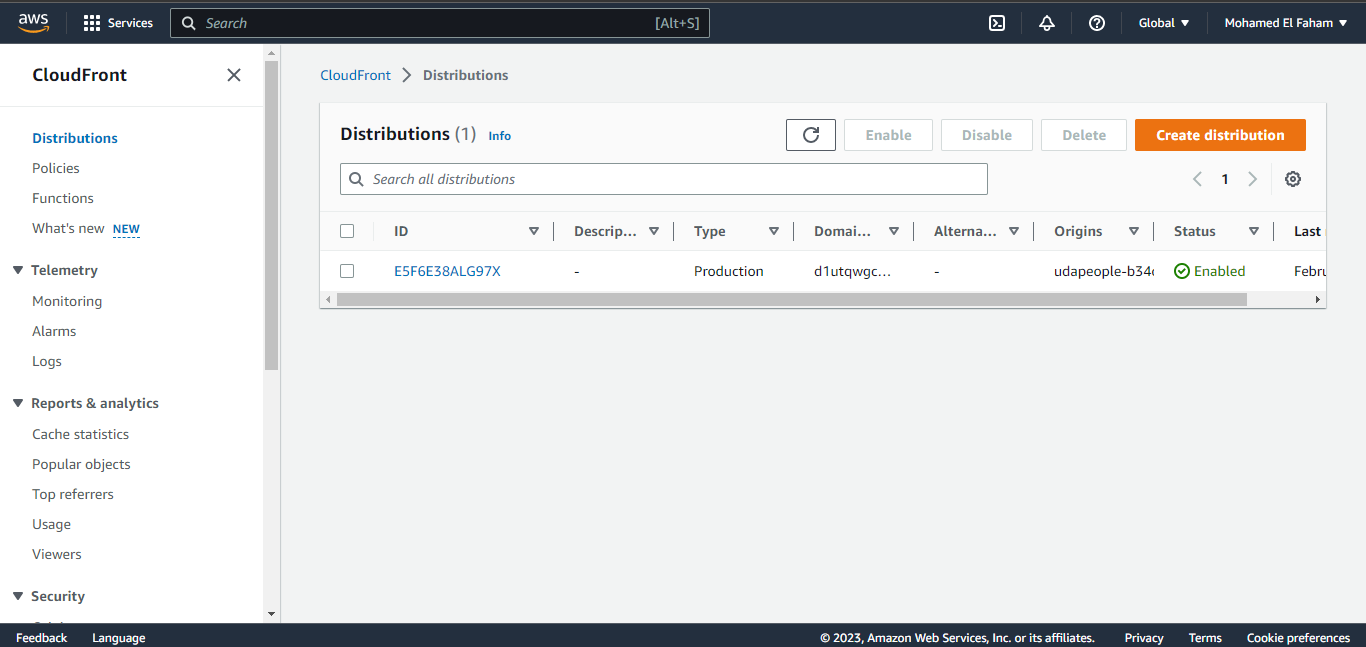 aws
Services
Search
[Alt+S]
Global
Mohamed El Faham
CloudFront
Distributions
Policies
Functions
What's new NEW
Telemetry
Monitoring
Alarms
Logs
Reports & analytics
Cache statistics
Popular objects
Top referrers
Usage
Viewers
Security
CloudFront Distributions
Distributions (1) Info
Enable
Disable
Delete
Create distribution
Search all distributions
1
ID Descrip... Type Domai... Alterna... Origins Status Last
E5F6E38ALG97X - Production d1utqwgc... - udapeople-b34 Enabled Febru
Feedback Language
© 2023, Amazon Web Services, Inc. or its affiliates. Privacy Terms Cookie preferences